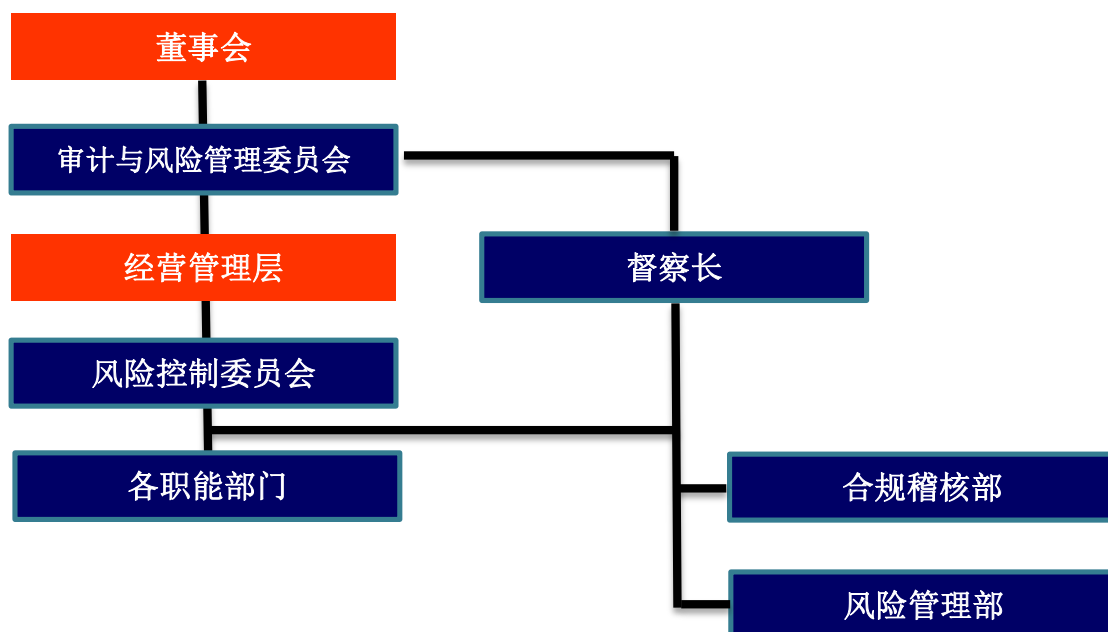 董事会
审计与风险管理委员会
经营管理层
督察长
风险控制委员会
各职能部门
合规稽核部
风险管理部